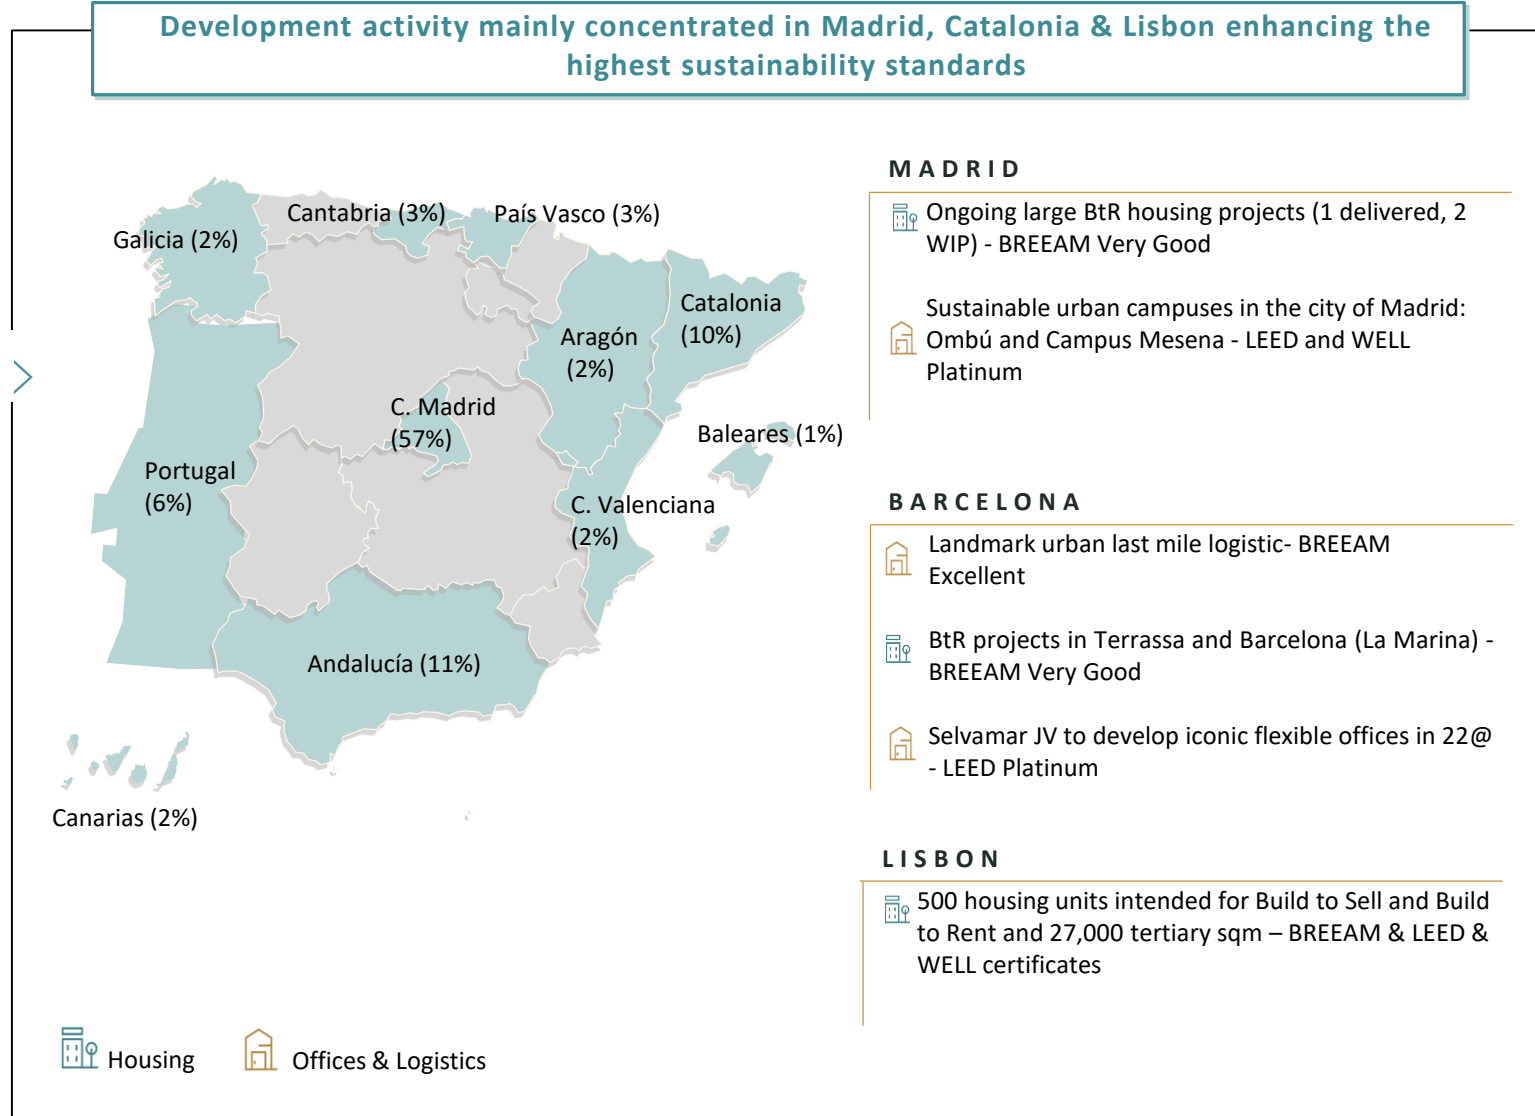 Development activity mainly concentrated in Madrid, Catalonia & Lisbon enhancing the
highest sustainability standards
Cantabria (3%)
País Vasco (3%)
Galicia (2%)
Catalonia
(10%)
Aragón
(2%)
C. Madrid
(57%)
Baleares (1%)
Portugal
(6%)
C. Valenciana
(2%)
Andalucía (11%)
Canarias (2%)
Housing
Offices & Logistics
MADRID
Ongoing large BtR housing projects (1 delivered, 2
WIP) - BREEAM Very Good
Sustainable urban campuses in the city of Madrid:
Ombú and Campus Mesena - LEED and WELL
Platinum
BARCELONA
Landmark urban last mile logistic- BREEAM
Excellent
BtR projects in Terrassa and Barcelona (La Marina) -
BREEAM Very Good
Selvamar JV to develop iconic flexible offices in 22@
- LEED Platinum
LISBON
500 housing units intended for Build to Sell and Build
to Rent and 27,000 tertiary sqm – BREEAM & LEED &
WELL certificates